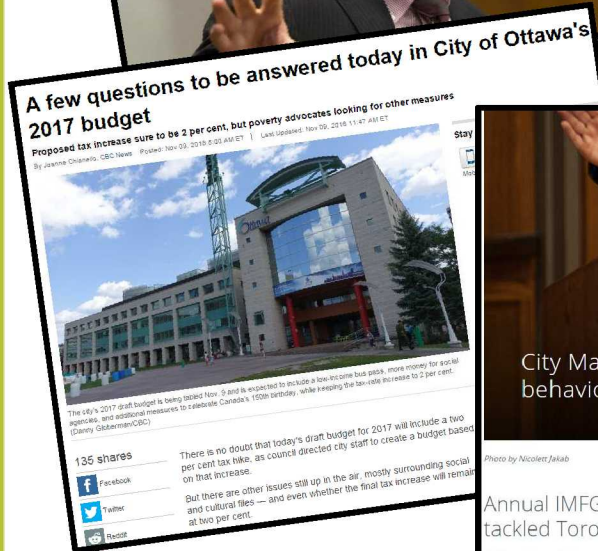 A few questions to be answered today in City of Ottawa's
2017 budget
Proposed tax increase sure to be 2 per cent, but poverty advocates looking for other measures
By Joanne Chianello, CBC News Posted: Nov 09, 2016 5:00 AM ET | Last Updated: Nov 09, 2016 11:47 AM ET
Stay
Ottawa
The city's 2017 draft budget is being tabled Nov. 9 and is expected to include a low-income bus pass, more money for social
agencies, and additional measures to celebrate Canada's 150th birthday, while keeping the tax-rate increase to 2 per cent.
(Danny Globerman/CBC)
135 shares
Facebook
Twitter
Reddit
There is no doubt that today's draft budget for 2017 will include a two
per cent tax hike, as council directed city staff to create a budget based
on that increase.
But there are other issues still up in the air, mostly surrounding social
and cultural files — and even whether the final tax increase will remain
at two per cent.
City Ma
behavio
Photo by Nicolett Jakab
Annual IMFG
tackled Toro